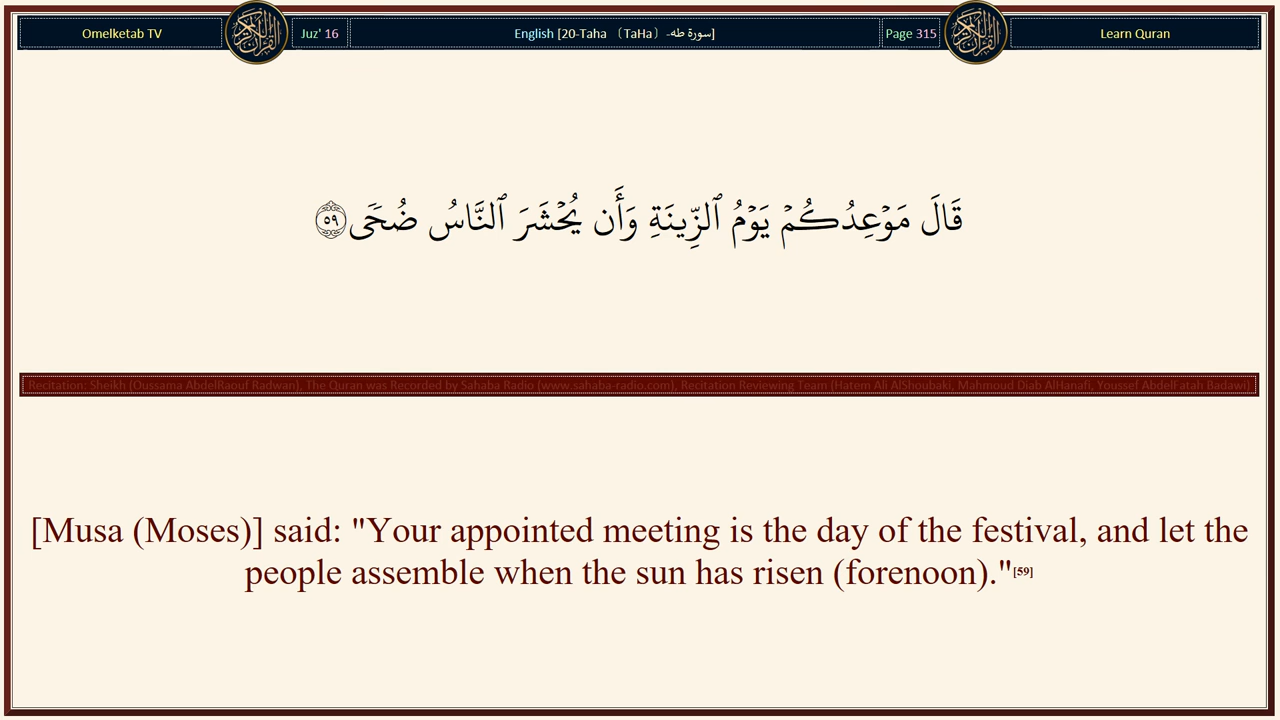 Omelketab TV
Juz' 16
English [20-Taha (TaHa) -سورة طه]
Page 315
Learn Quran
قَالَ مَوۡعِدُكُمۡ يَوۡمُ ٱلزِّينَةِ وَأَن يُحۡشَرَ ٱلنَّاسُ ضُحٗى ٥٩
Recitation: Sheikh (Oussama AbdelRaouf Radwan), The Quran was Recorded by Sahaba Radio (www.sahaba-radio.com), Recitation Reviewing Team (Hatem Ali AlShoubaki, Mahmoud Diab AlHanafi, Youssef AbdelFatah Badawi)
[Musa (Moses)] said: "Your appointed meeting is the day of the festival, and let the
people assemble when the sun has risen (forenoon)."[59]